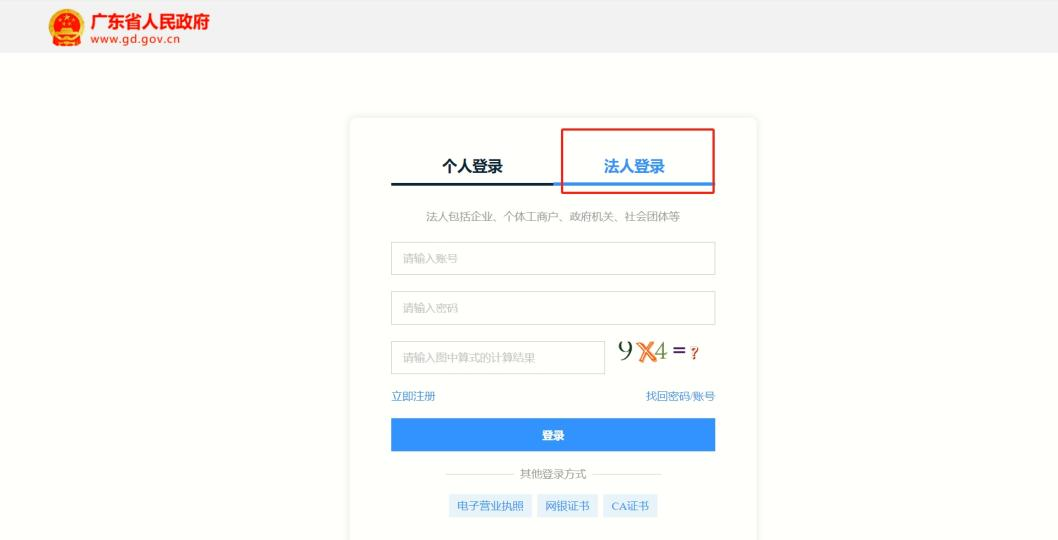 广东省人民政府
www.gd.gov.cn
个人登录 法人登录
法人包括企业、个体工商户、政府机关、社会团体等
请输入账号
请输入密码
请输入图中算式的计算结果 9X4=?
立即注册 找回密码/账号
登录
其他登录方式
电子营业执照 网银证书 CA证书